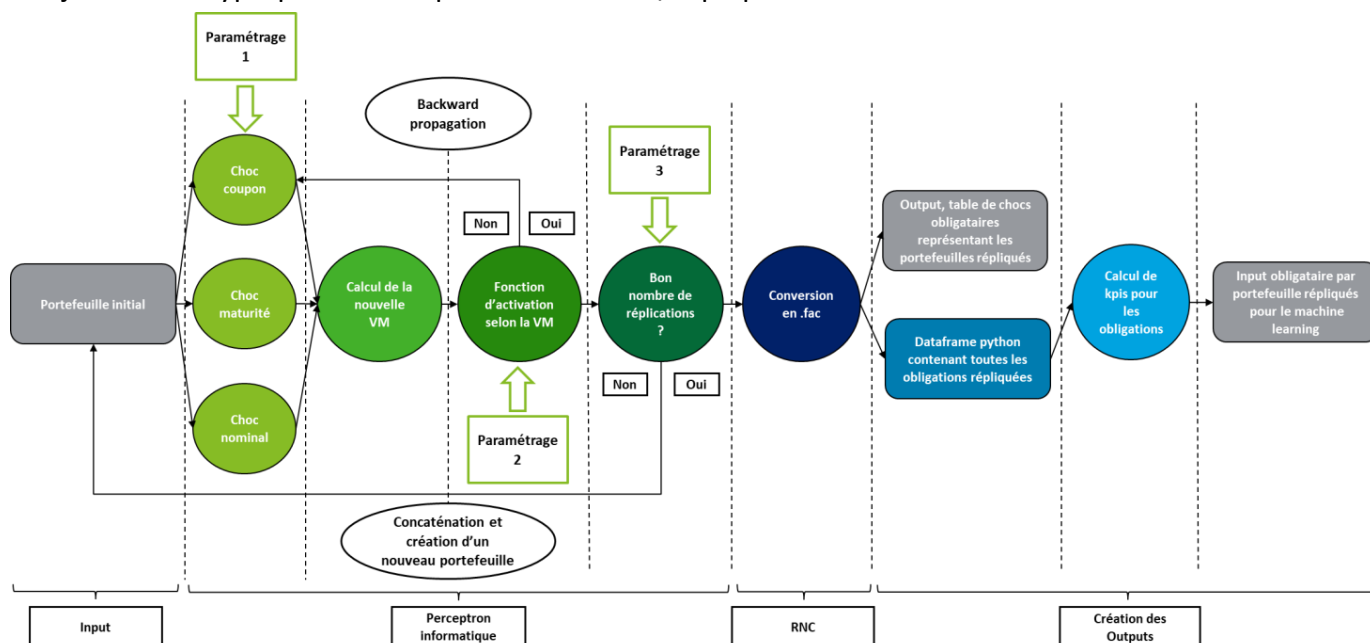 Paramétrage
1
Backward
propagation
Paramétrage
3
Choc
coupon
Non
Oui
Output, table de chocs
obligataires
représentant les
portefeuilles répliqués
Portefeuille initial
Choc
maturité
Calcul de la
nouvelle
VM
Fonction
d'activation
selon la VM
Bon
nombre de
réplications
?
Conversion
en .fac
Calcul de
kpis pour
les
obligations
Input obligataire par
portefeuille répliqués
pour le machine
learning
Dataframe python
contenant toutes les
obligations répliquées
Non
Oui
Choc
nominal
Paramétrage
2
Concaténation et
création d'un
nouveau portefeuille
Input
Perceptron
informatique
RNC
Création des
Outputs